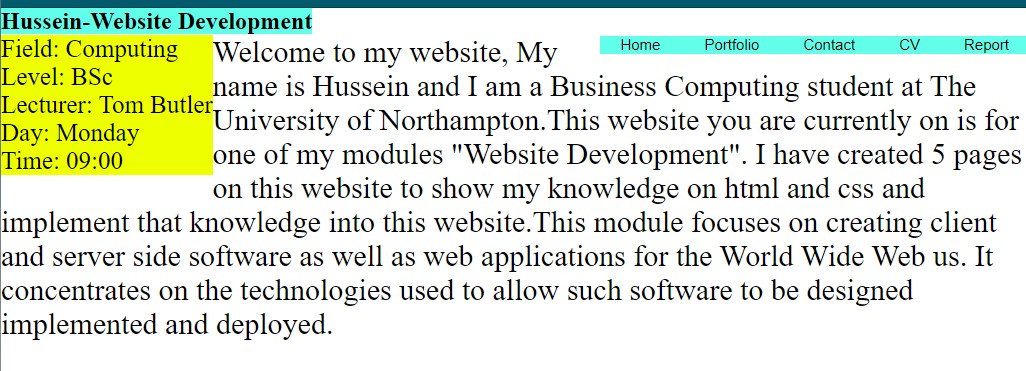 Hussein-Website Development
Home Portfolio Contact CV Report
Field: Computing
Level: BSc
Lecturer: Tom Butler
Day: Monday
Time: 09:00
Welcome to my website, My
name is Hussein and I am a Business Computing student at The
University of Northampton.This website you are currently on is for
one of my modules "Website Development". I have created 5 pages
on this website to show my knowledge on html and css and
implement that knowledge into this website.This module focuses on creating client
and server side software as well as web applications for the World Wide Web us. It
concentrates on the technologies used to allow such software to be designed
implemented and deployed.